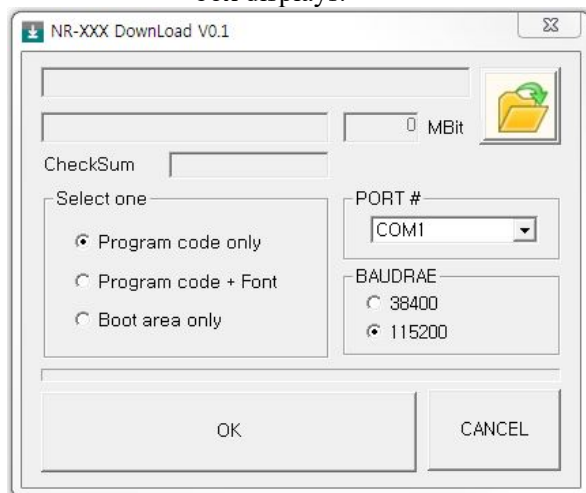 NR-XXX DownLoad V0.1
0 MBit
CheckSum
Select one
Program code only
Program code + Font
Boot area only
PORT #
COM1
BAUDRAE
38400
115200
OK
CANCEL